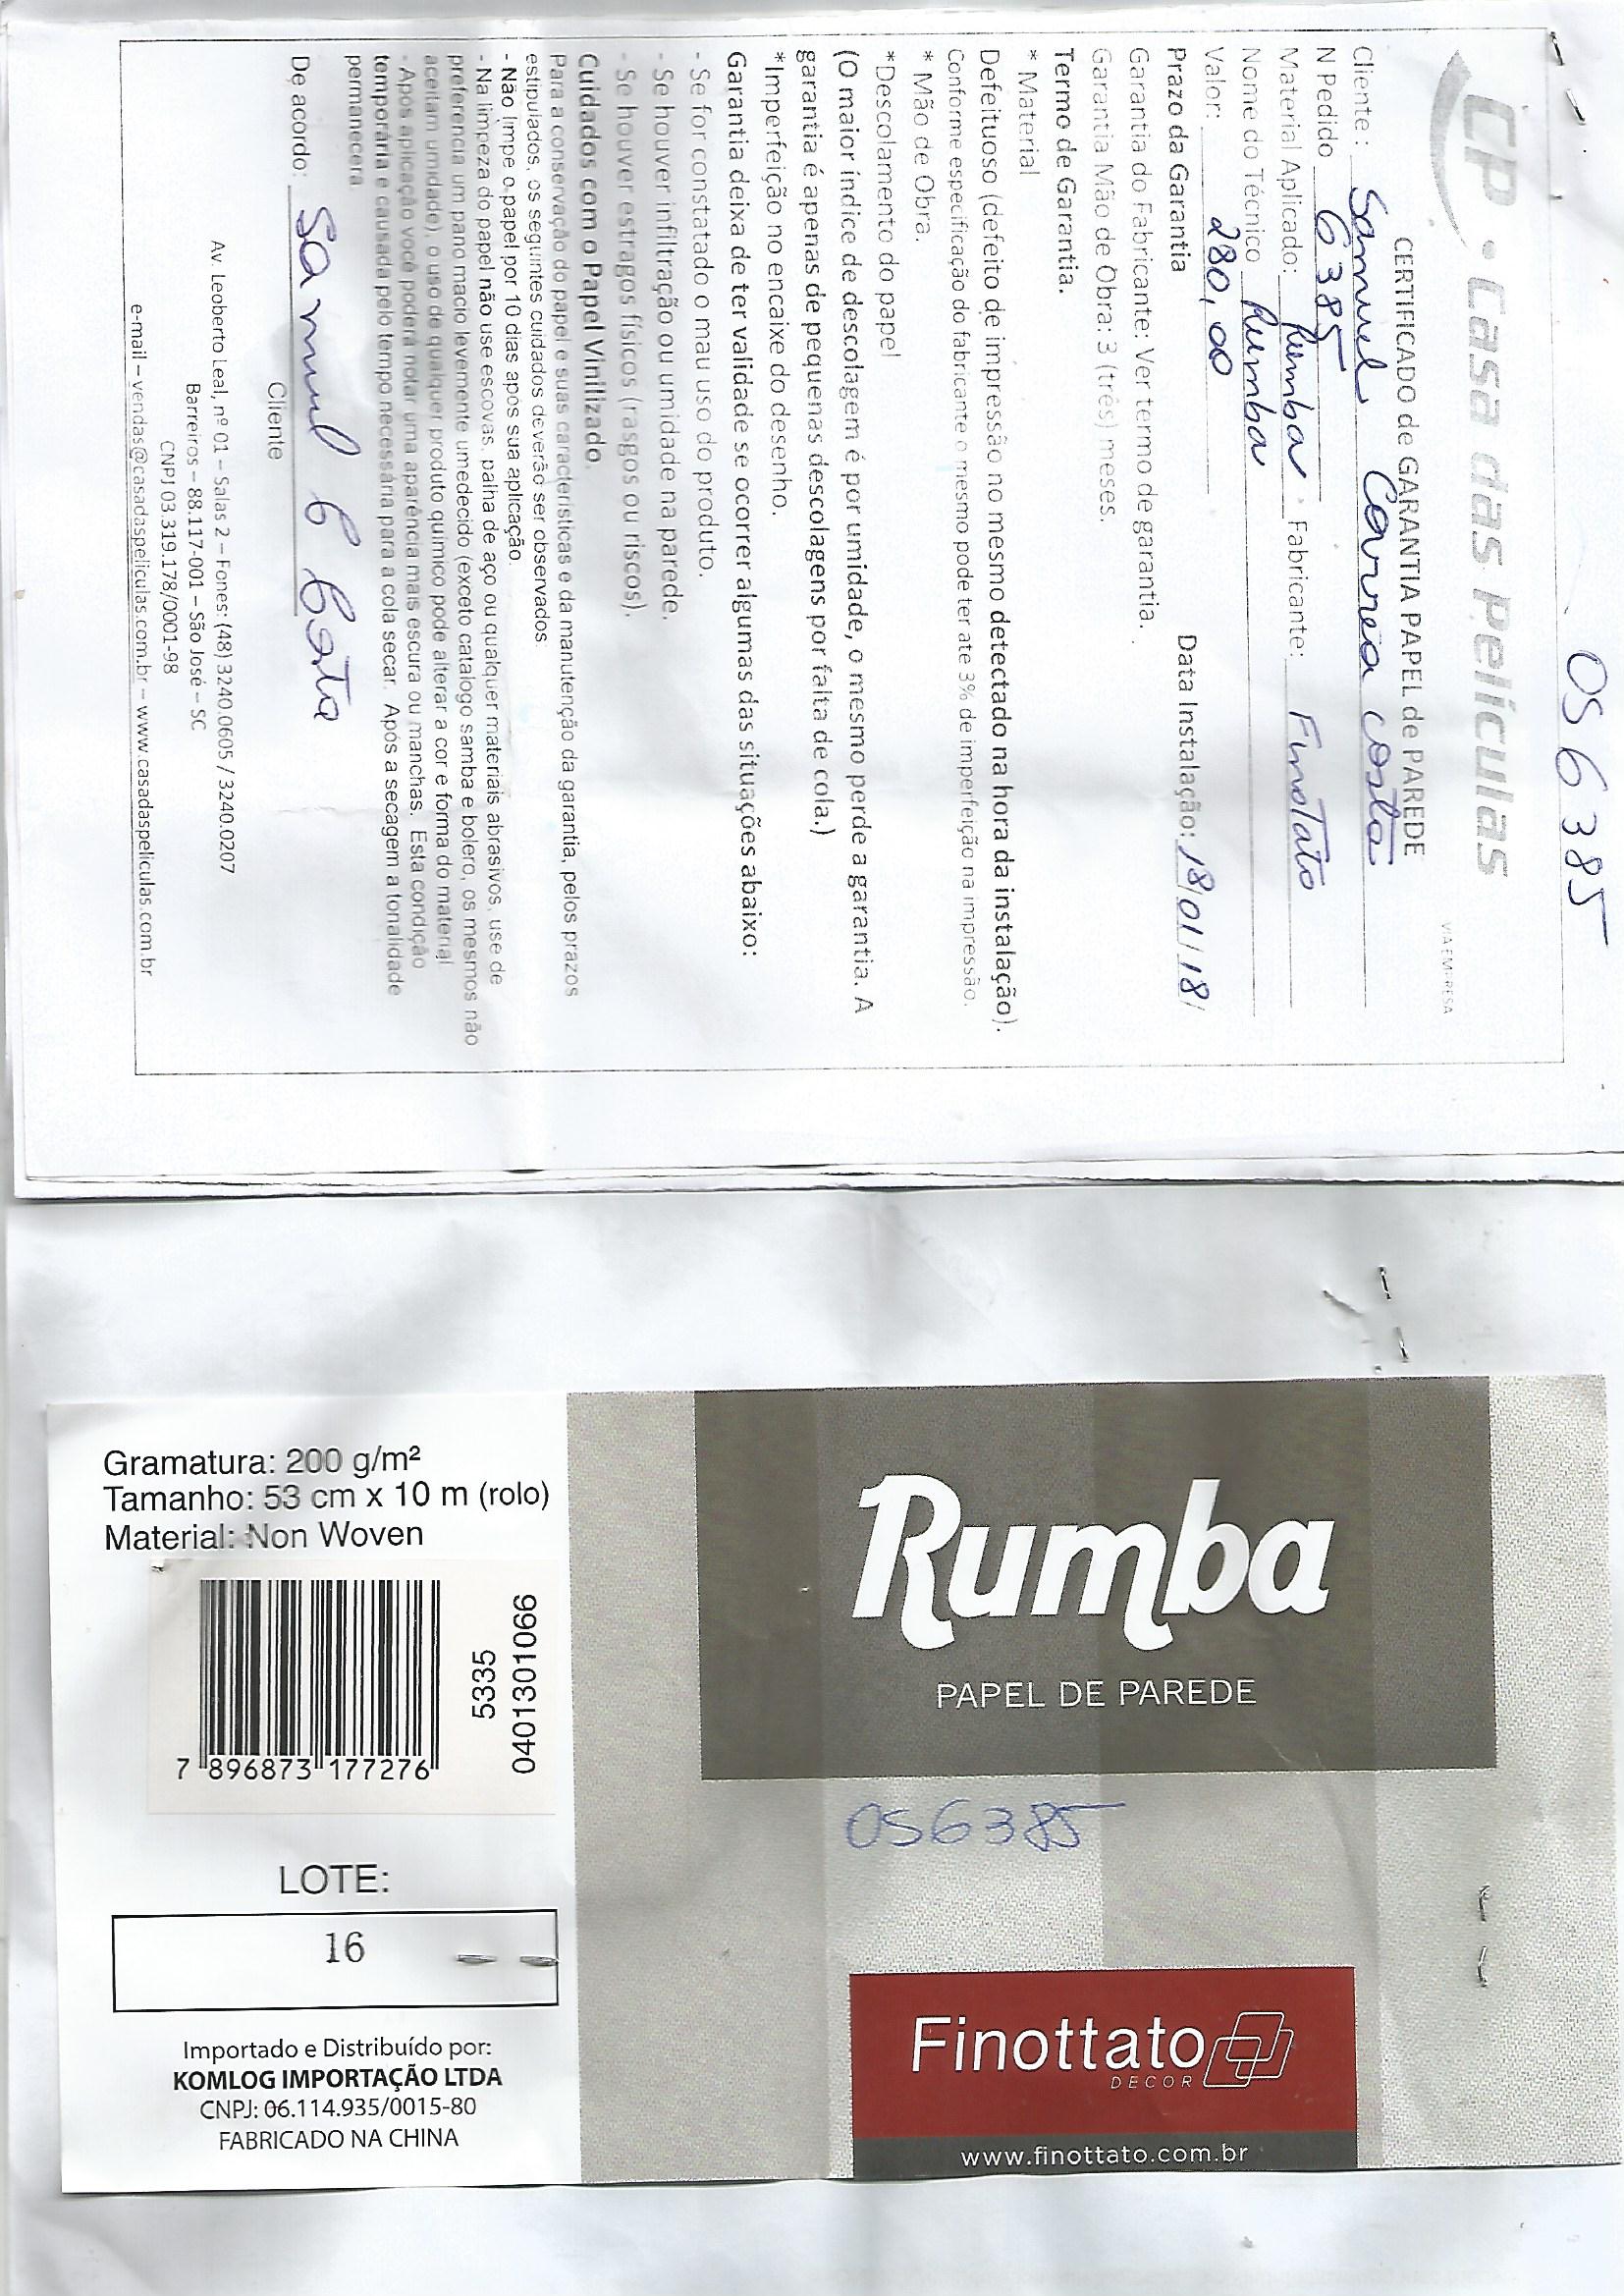 OS 6385
CP • Casa das Películas
VIA EMPRESA
CERTIFICADO de GARANTIA PAPEL de PAREDE
Cliente : Samuel Correia Costa
N Pedido 6385
Material Aplicado: Rumba Fabricante: Finotato
Nome do Técnico Rumba
Valor: 280,00
Prazo da Garantia Data Instalação: 18/01/18/
Garantia do Fabricante: Ver termo de garantia.
Garantia Mão de Obra: 3 (três) meses.
Termo de Garantia.
* Material
Defeituoso (defeito de impressão no mesmo detectado na hora da instalação).
Conforme especificação do fabricante o mesmo pode ter ate 3% de imperfeição na impressão.
* Mão de Obra.
*Descolamento do papel
(O maior índice de descolagem é por umidade, o mesmo perde a garantia. A
garantia é apenas de pequenas descolagens por falta de cola.)
*Imperfeição no encaixe do desenho.
Garantia deixa de ter validade se ocorrer algumas das situações abaixo:
- Se for constatado o mau uso do produto.
- Se houver infiltração ou umidade na parede.
- Se houver estragos físicos (rasgos ou riscos).
Cuidados com o Papel Vinilizado.
Para a conservação do papel e suas características e da manutenção da garantia, pelos prazos
estipulados, os seguintes cuidados deverão ser observados:
- Não limpe o papel por 10 dias após sua aplicação.
- Na limpeza do papel não use escovas, palha de aço ou qualquer materiais abrasivos, use de
preferência um pano macio levemente umedecido (exceto catalogo samba e bolero, os mesmos não
aceitam umidade), o uso de qualquer produto químico pode alterar a cor e forma do material
- Após aplicação você poderá notar uma aparência mais escura ou manchas. Esta condição
temporária e causada pelo tempo necessária para a cola secar. Após a secagem a tonalidade
permanecera
De acordo: Samuel C Costa
Cliente
Av. Leoberto Leal, nº 01 – Salas 2 – Fones: (48) 3240.0605 / 3240.0207
Barreiros – 88.117-001 – São José – SC
CNPJ 03.319.178/0001-98
e-mail – vendas@casadaspeliculas.com.br – www.casadaspeliculas.com.br
Gramatura: 200 g/m²
Tamanho: 53 cm x 10 m (rolo)
Material: Non Woven
5335
0401301066
7 896873 177276
LOTE:
16
Importado e Distribuído por:
KOMLOG IMPORTAÇÃO LTDA
CNPJ: 06.114.935/0015-80
FABRICADO NA CHINA
Rumba
PAPEL DE PAREDE
OS6385
Finottato
DECOR
www.finottato.com.br